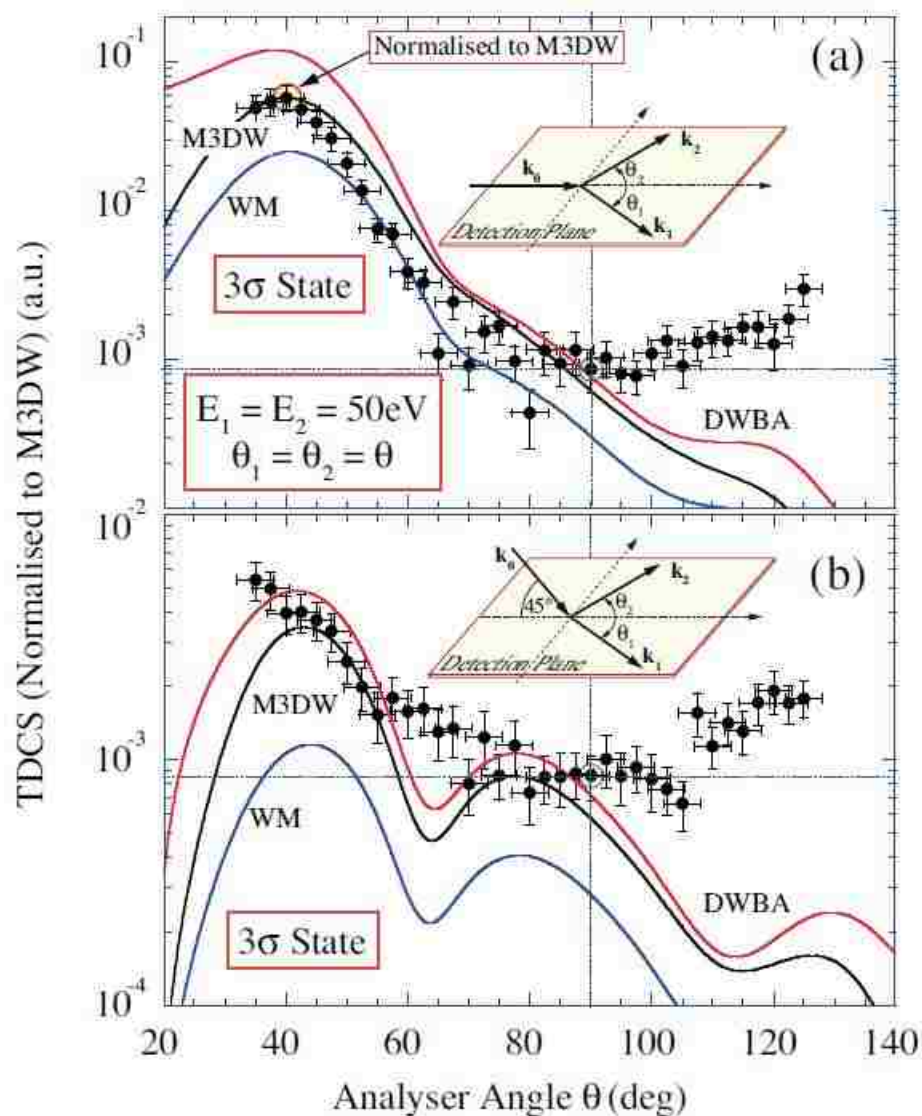 TDCS (Normalised to M3DW) (a.u.)
10⁻¹
10⁻²
10⁻³
10⁻²
10⁻³
10⁻⁴
Normalised to M3DW
(a)
M3DW
WM
k₀
k₂
θ₂
θ₁
k₁
Detection Plane
3σ State
E₁ = E₂ = 50eV
θ₁ = θ₂ = θ
DWBA
(b)
k₀
45°
k₂
θ₂
θ₁
k₁
Detection Plane
M3DW
WM
3σ State
DWBA
20 40 60 80 100 120 140
Analyser Angle θ (deg)